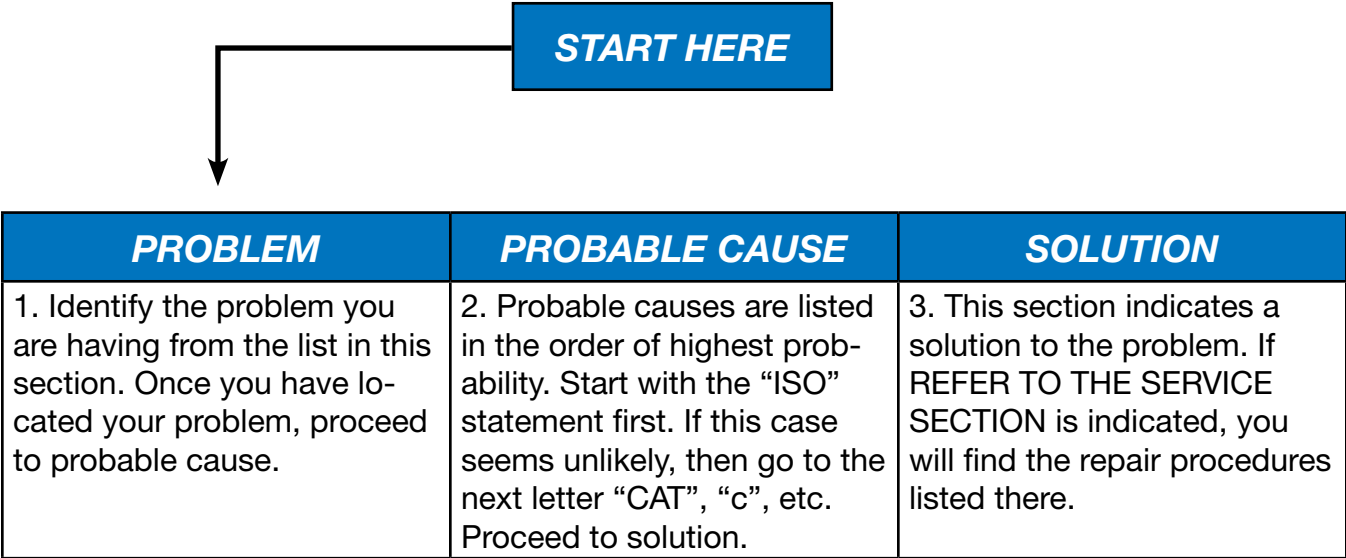 START HERE
PROBLEM
PROBABLE CAUSE
SOLUTION
1. Identify the problem you
are having from the list in this
section. Once you have lo-
cated your problem, proceed
to probable cause.
2. Probable causes are listed
in the order of highest prob-
ability. Start with the “ISO”
statement first. If this case
seems unlikely, then go to the
next letter “CAT”, “c”, etc.
Proceed to solution.
3. This section indicates a
solution to the problem. If
REFER TO THE SERVICE
SECTION is indicated, you
will find the repair procedures
listed there.